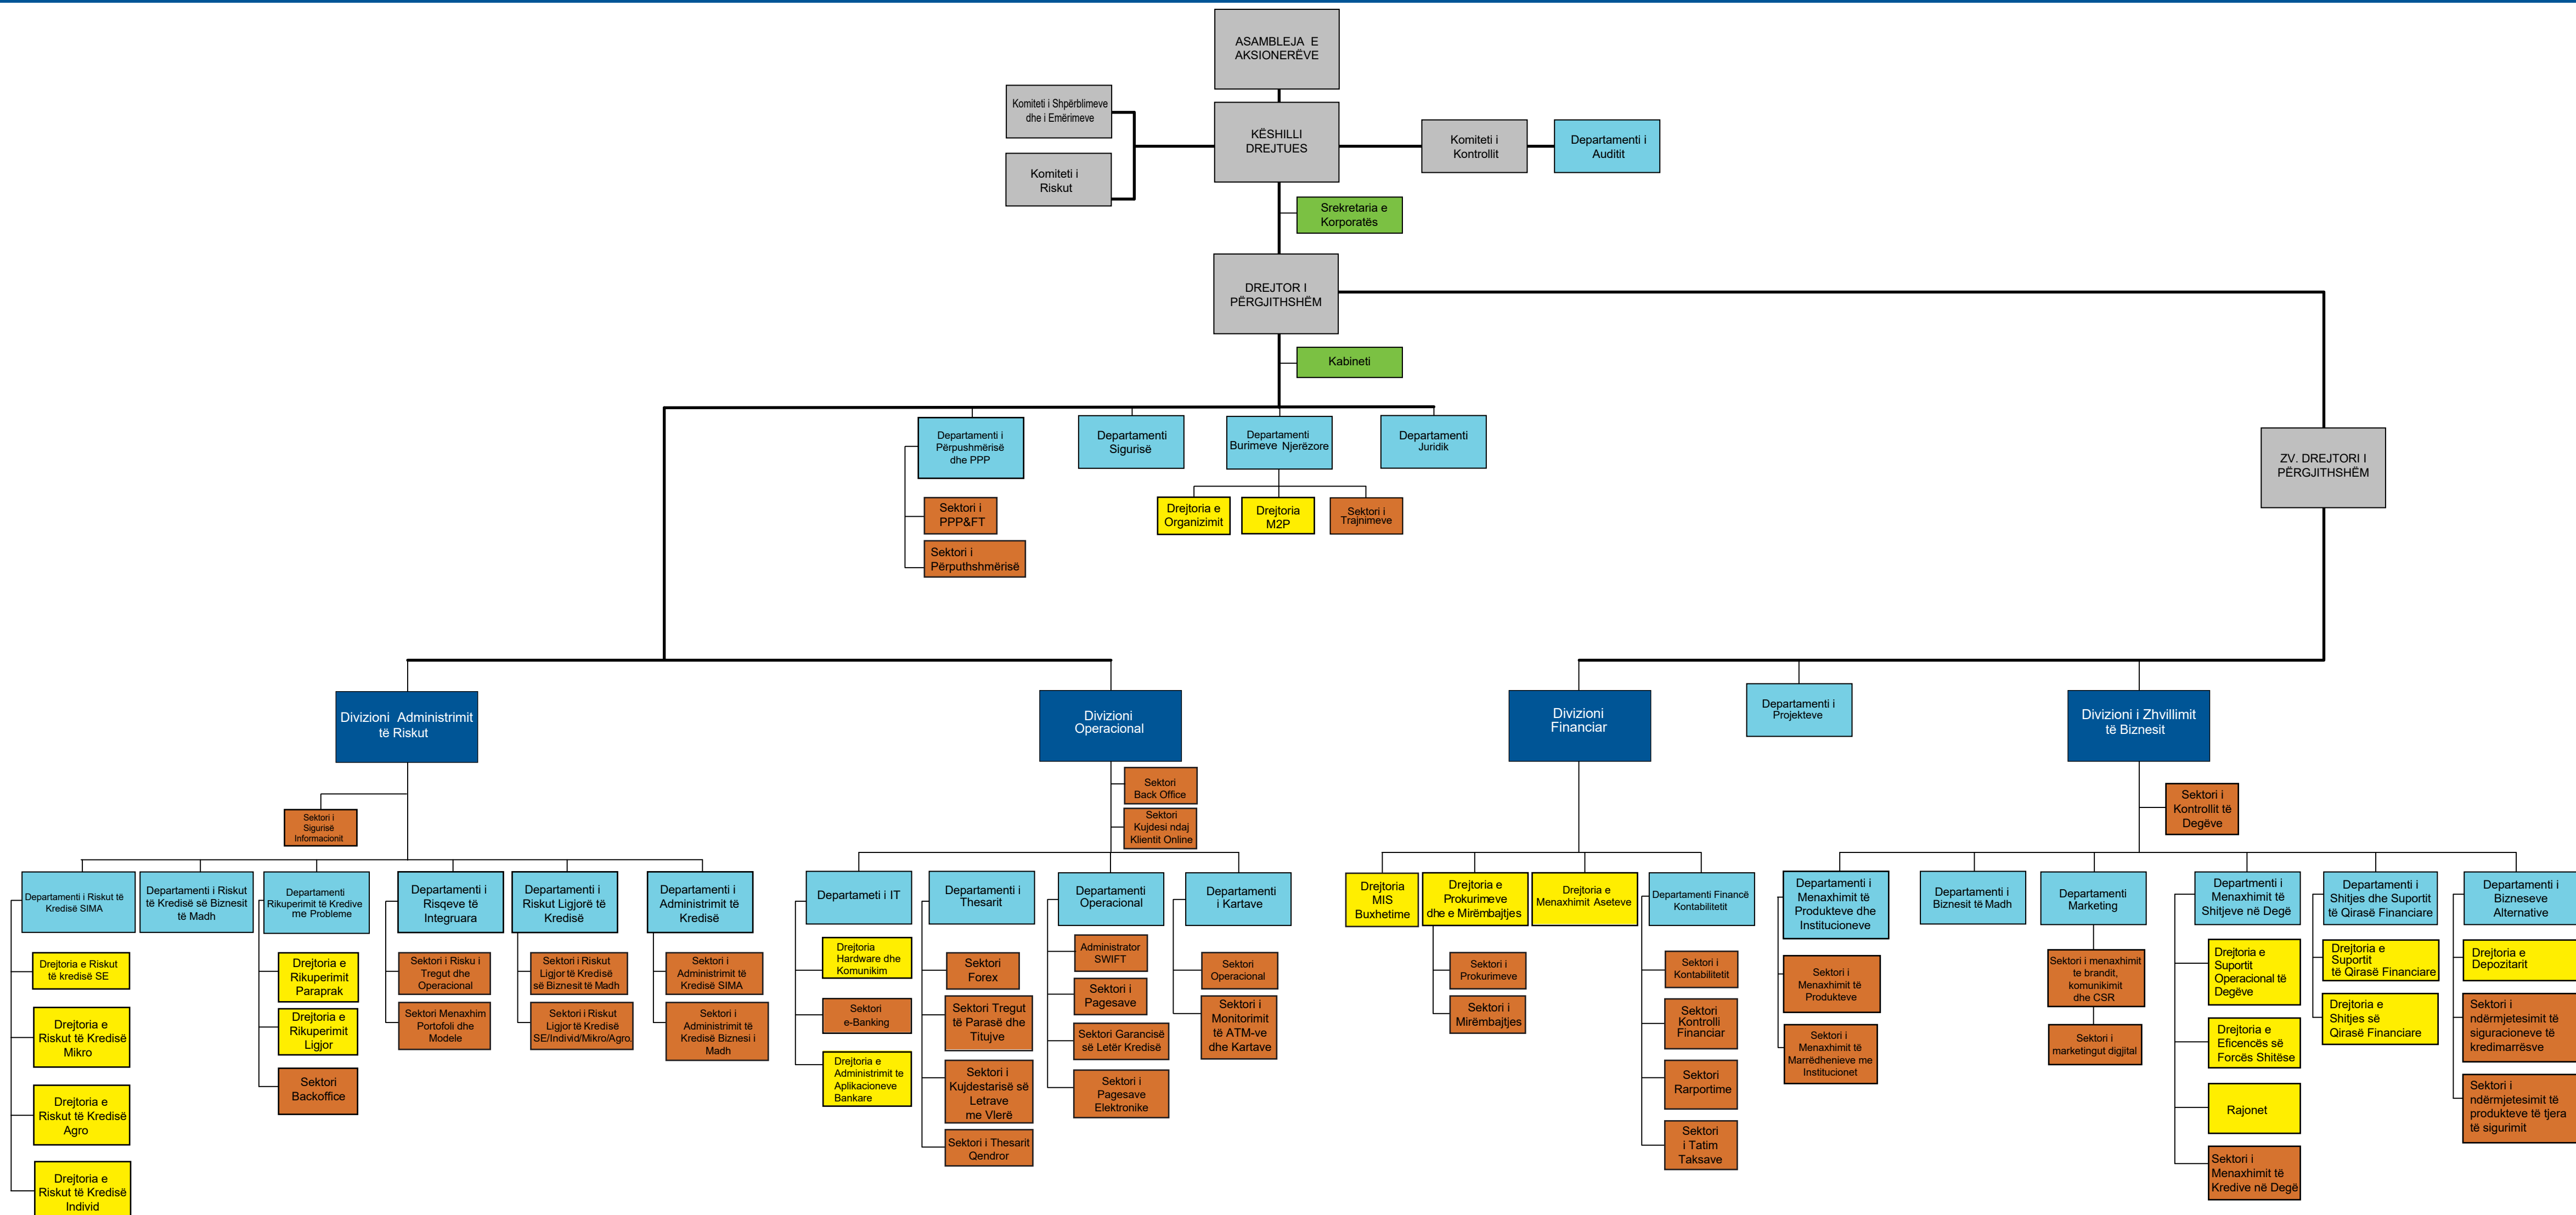 ASAMBLEJA E
AKSIONERËVE
Komiteti i Shpërblimeve
dhe i Emërimeve
Komiteti i
Riskut
KËSHILLI
DREJTUES
Komiteti i
Kontrollit
Departamenti i
Auditit
Srekretaria e
Korporatës
DREJTOR I
PËRGJITHSHËM
Kabineti
Departamenti i
Përpushmërisë
dhe PPP
Departamenti
Sigurisë
Departamenti
Burimeve Njerëzore
Departamenti
Juridik
ZV. DREJTORI I
PËRGJITHSHËM
Sektori i
PPP&FT
Sektori i
Përputhshmërisë
Drejtoria e
Organizimit
Drejtoria
M2P
Sektori i
Trajnimeve
Divizioni Administrimit
të Riskut
Divizioni
Operacional
Divizioni
Financiar
Departamenti i
Projekteve
Divizioni i Zhvillimit
të Biznesit
Sektori i
Sigurisë
Informacionit
Sektori
Back Office
Sektori
Kujdesi ndaj
Klientit Online
Sektori i
Kontrollit të
Degëve
Departamenti i Riskut të
Kredisë SIMA
Drejtoria e Riskut
të kredisë SE
Drejtoria e
Riskut të Kredisë
Mikro
Drejtoria e
Riskut të Kredisë
Agro
Drejtoria e
Riskut të Kredisë
Individ
Departamenti i Riskut
të Kredisë së Biznesit
të Madh
Departamenti
Rikuperimit të Kredive
me Probleme
Drejtoria e
Rikuperimit
Paraprak
Drejtoria e
Rikuperimit
Ligjor
Sektori
Backoffice
Departamenti i
Risqeve të
Integruara
Sektori i Risku i
Tregut dhe
Operacional
Sektori Menaxhim
Portofoli dhe
Modele
Departamenti i
Riskut Ligjorë të
Kredisë
Sektori i Riskut
Ligjor të Kredisë
së Biznesit të Madh
Sektori i Riskut
Ligjor të Kredisë
SE/Individ/Mikro/Agro.
Departamenti i
Administrimit të
Kredisë
Sektori i
Administrimit të
Kredisë SIMA
Sektori i
Administrimit të
Kredisë Biznesi i
Madh
Departameti i IT
Drejtoria
Hardware dhe
Komunikim
Sektori
e-Banking
Drejtoria e
Administrimit te
Aplikacioneve
Bankare
Departamenti i
Thesarit
Sektori
Forex
Sektori Tregut
të Parasë dhe
Titujve
Sektori i
Kujdestarisë së
Letrave
me Vlerë
Sektori i Thesarit
Qendror
Departamenti
Operacional
Administrator
SWIFT
Sektori i
Pagesave
Sektori Garancisë
së Letër Kredisë
Sektori i
Pagesave
Elektronike
Departamenti
i Kartave
Sektori
Operacional
Sektori i
Monitorimit
të ATM-ve
dhe Kartave
Drejtoria
MIS
Buxhetime
Drejtoria e
Prokurimeve
dhe e Mirëmbajtjes
Sektori i
Prokurimeve
Sektori i
Mirëmbajtjes
Drejtoria e
Menaxhimit Aseteve
Departamenti Financë
Kontabilitetit
Sektori i
Kontabilitetit
Sektori
Kontrolli
Financiar
Sektori
Rarportime
Sektori
i Tatim
Taksave
Departamenti i
Menaxhimit të
Produkteve dhe
Institucioneve
Sektori i
Menaxhimit të
Produkteve
Sektori i
Menaxhimit të
Marrëdhenieve me
Institucionet
Departamenti i
Biznesit të Madh
Departamenti
Marketing
Sektori i menaxhimit
te brandit,
komunikimit
dhe CSR
Sektori i
marketingut digjital
Departmenti i
Menaxhimit të
Shitjeve në Degë
Drejtoria e
Suportit
Operacional të
Degëve
Drejtoria e
Eficencës së
Forcës Shitëse
Rajonet
Sektori i
Menaxhimit të
Kredive në Degë
Departamenti i
Shitjes dhe Suportit
të Qirasë Financiare
Drejtoria e
Suportit
të Qirasë Financiare
Drejtoria e
Shitjes së
Qirasë Financiare
Departamenti i
Bizneseve
Alternative
Drejtoria e
Depozitarit
Sektori i
ndërmjetesimit të
siguracioneve të
kredimarrësve
Sektori i
ndërmjetesimit të
produkteve të tjera
të sigurimit